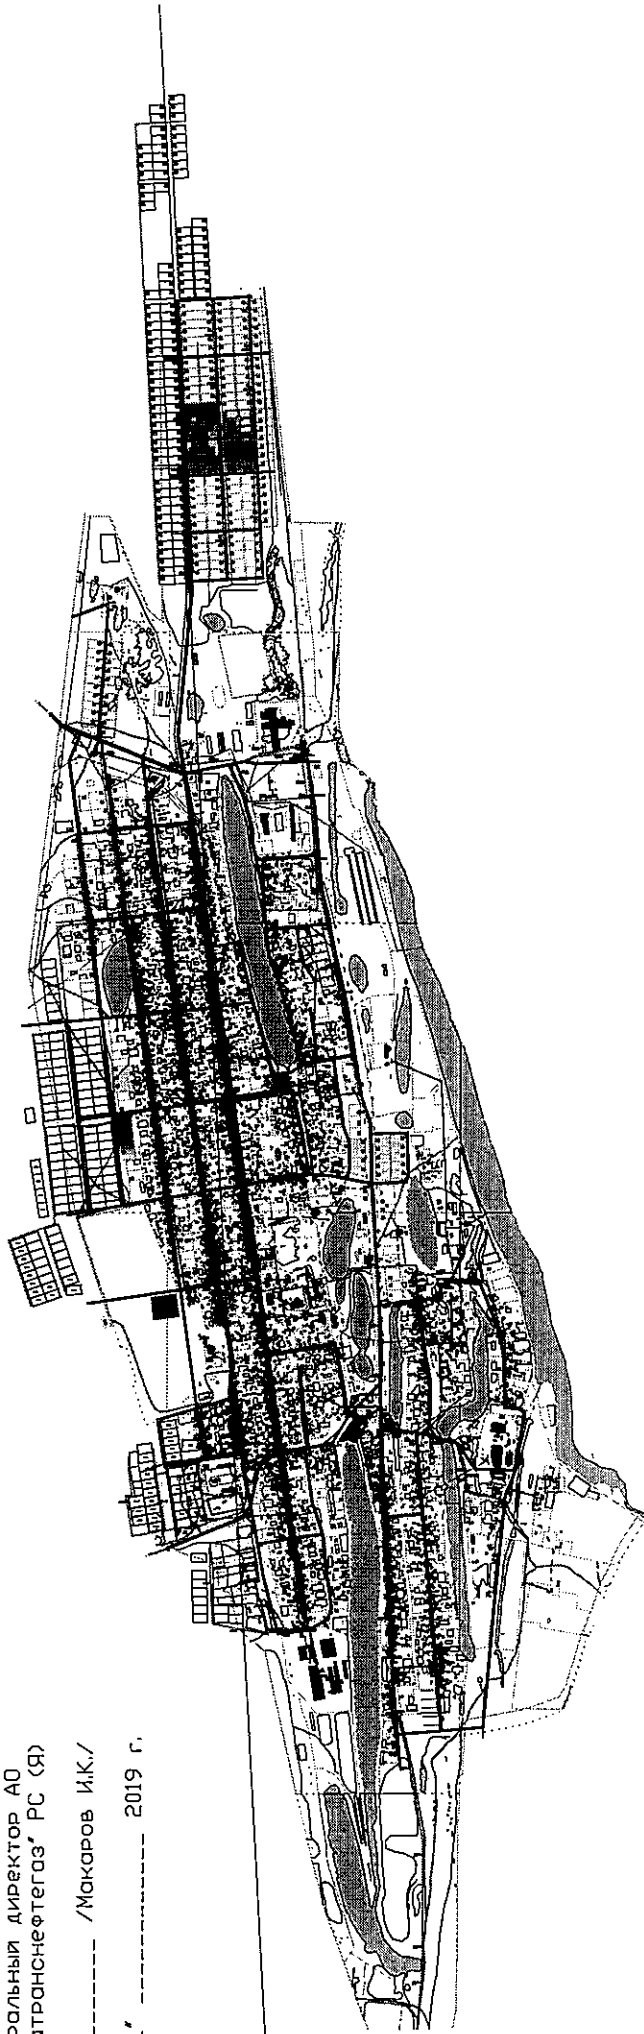 ральный директор АО
атранснефтегаз" РС (Я)
/Макаров И.К./
" 2019 г.